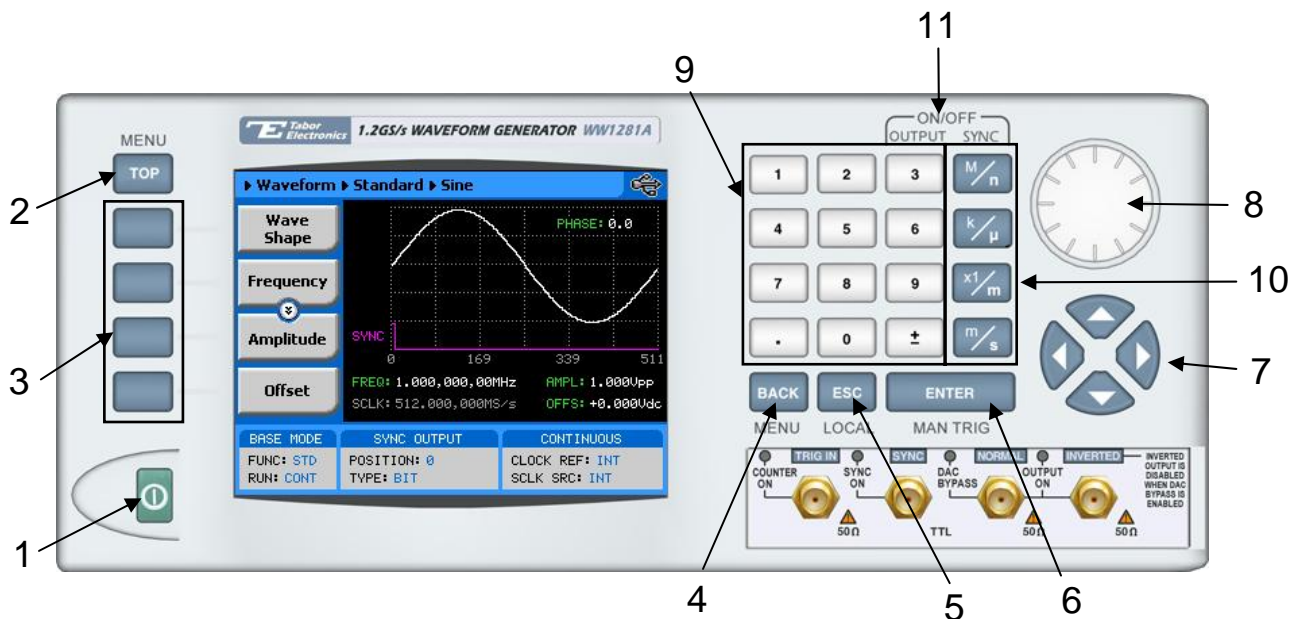 11
9
ON/OFF
OUTPUT SYNC
MENU
TOP
2
3
1
Tabor Electronics 1.2GS/s WAVEFORM GENERATOR WW1281A
Waveform Standard Sine
Wave Shape
Frequency
Amplitude
Offset
PHASE: 0.0
SYNC
0 169 339 511
FREQ: 1.000,000,00MHz AMPL: 1.000Vpp
SCLK: 512.000,000MS/s OFFS: +0.000Vdc
BASE MODE SYNC OUTPUT CONTINUOUS
FUNC: STD POSITION: 0 CLOCK REF: INT
RUN: CONT TYPE: BIT SCLK SRC: INT
1 2 3 M/n
4 5 6 k/µ
7 8 9 x1/m
. 0 ± m/s
BACK ESC ENTER
MENU LOCAL MAN TRIG
8
10
7
TRIG IN SYNC NORMAL INVERTED
COUNTER ON
SYNC ON
DAC BYPASS
OUTPUT ON
INVERTED
OUTPUT IS
DISABLED
WHEN DAC
BYPASS IS
ENABLED
50Ω TTL 50Ω 50Ω
4
5
6